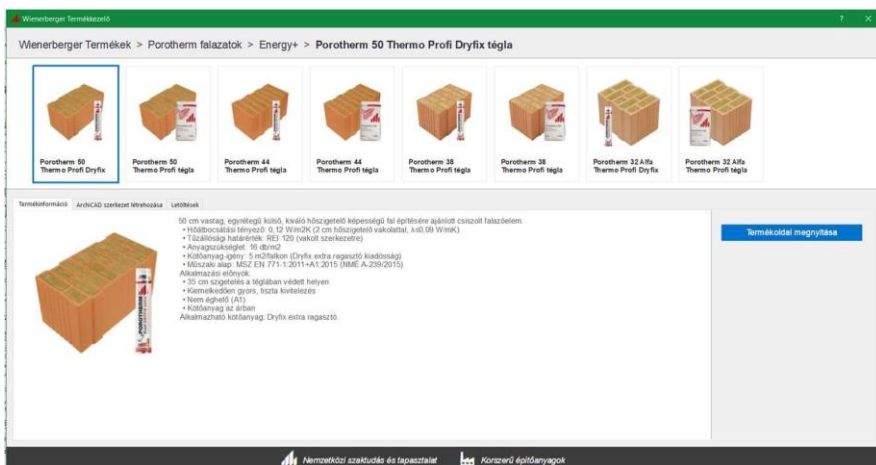 Wienerberger Termékkezelő
Wienerberger Termékek > Porotherm falazatok > Energy+ > Porotherm 50 Thermo Profi Dryfix tégla
Porotherm 50
Thermo Profi Dryfix
Porotherm 50
Thermo Profi tégla
Porotherm 44
Thermo Profi tégla
Porotherm 44
Thermo Profi tégla
Porotherm 38
Thermo Profi tégla
Porotherm 38
Thermo Profi tégla
Porotherm 32 Alfa
Thermo Profi Dryfix
Porotherm 32 Alfa
Thermo Profi tégla
Termékinformáció ArchiCAD szerkezet létrehozása Letöltések
50 cm vastag, egyrétegű külső, kiváló hőszigetelő képességű fal építésére ajánlott csiszolt falazóelem.
• Hőátbocsátási tényező: 0,12 W/m2K (2 cm hőszigetelő vakolattal, λ≤0,09 W/mK)
• Tűzállósági határérték: REI 120 (vakolt szerkezetre)
• Anyagszükséglet: 16 db/m2
• Kötőanyag-igény: 5 m2/flakon (Dryfix.extra ragasztó kiadósság)
• Műszaki alap: MSZ EN 771-1:2011+A1:2015 (NMÉ A-239/2015)
Alkalmazási előnyök:
• 35 cm szigetelés a téglában védett helyen
• Kiemelkedően gyors, tiszta kivitelezés
• Nem éghető (A1)
• Kötőanyag az árban
Alkalmazható kötőanyag: Dryfix.extra ragasztó.
Termékoldal megnyitása
POROTHERM
Nemzetközi szaktudás és tapasztalat Korszerű építőanyagok